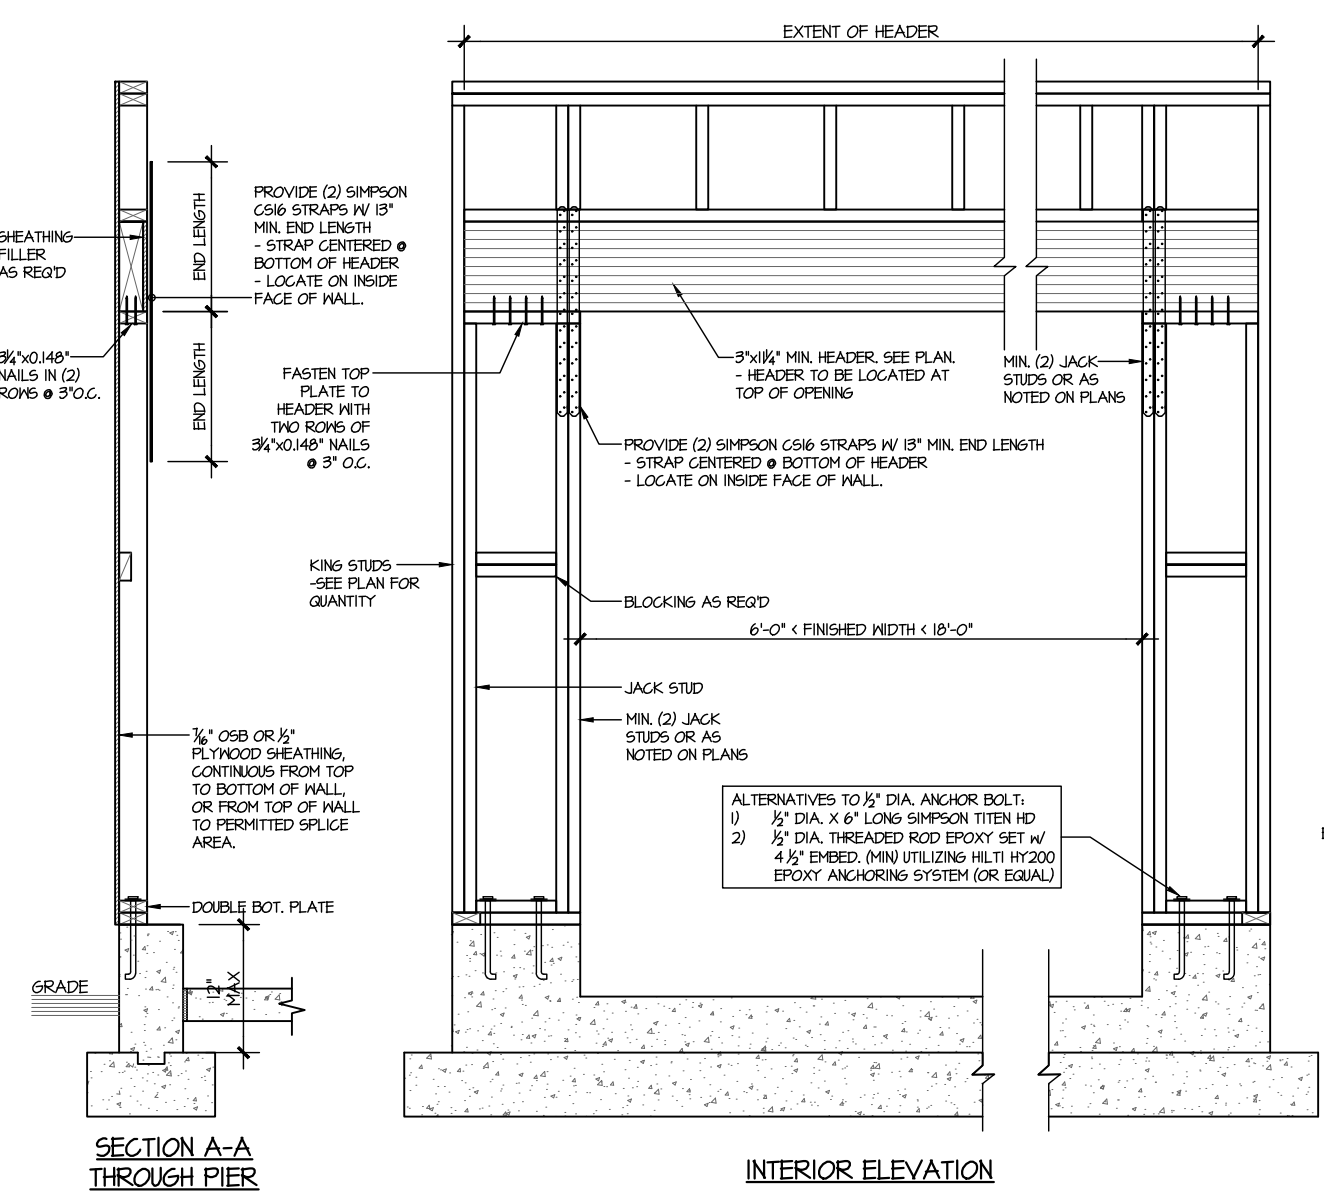 EXTENT OF HEADER
SHEATHING
FILLER
AS REQ'D
END LENGTH
PROVIDE (2) SIMPSON
CS16 STRAPS W/ 13"
MIN. END LENGTH
- STRAP CENTERED @
BOTTOM OF HEADER
- LOCATE ON INSIDE
FACE OF WALL.
3¼"x0.148"
NAILS IN (2)
ROWS @ 3"O.C.
END LENGTH
FASTEN TOP
PLATE TO
HEADER WITH
TWO ROWS OF
3¼"x0.148" NAILS
@ 3" O.C.
3"x11¼" MIN. HEADER. SEE PLAN.
- HEADER TO BE LOCATED AT
TOP OF OPENING
MIN. (2) JACK
STUDS OR AS
NOTED ON PLANS
PROVIDE (2) SIMPSON CS16 STRAPS W/ 13" MIN. END LENGTH
- STRAP CENTERED @ BOTTOM OF HEADER
- LOCATE ON INSIDE FACE OF WALL.
KING STUDS
-SEE PLAN FOR
QUANTITY
BLOCKING AS REQ'D
6'-0" < FINISHED WIDTH < 18'-0"
JACK STUD
MIN. (2) JACK
STUDS OR AS
NOTED ON PLANS
7/16" OSB OR ½"
PLYWOOD SHEATHING,
CONTINUOUS FROM TOP
TO BOTTOM OF WALL,
OR FROM TOP OF WALL
TO PERMITTED SPLICE
AREA.
ALTERNATIVES TO ½" DIA. ANCHOR BOLT:
1) ½" DIA. X 6" LONG SIMPSON TITEN HD
2) ½" DIA. THREADED ROD EPOXY SET W/
4 ½" EMBED. (MIN) UTILIZING HILTI HY200
EPOXY ANCHORING SYSTEM (OR EQUAL)
DOUBLE BOT. PLATE
GRADE
12"
MAX
SECTION A-A
THROUGH PIER
INTERIOR ELEVATION